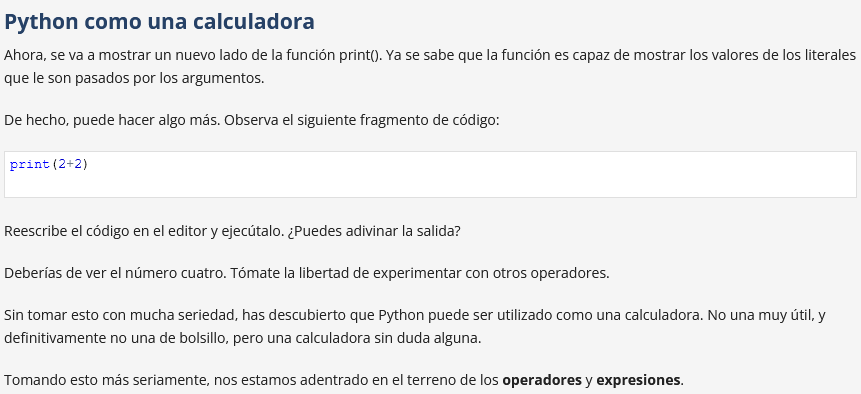 Python como una calculadora
Ahora, se va a mostrar un nuevo lado de la función print(). Ya se sabe que la función es capaz de mostrar los valores de los literales
que le son pasados por los argumentos.
De hecho, puede hacer algo más. Observa el siguiente fragmento de código:
print(2+2)
Reescribe el código en el editor y ejecútalo. ¿Puedes adivinar la salida?
Deberías de ver el número cuatro. Tómate la libertad de experimentar con otros operadores.
Sin tomar esto con mucha seriedad, has descubierto que Python puede ser utilizado como una calculadora. No una muy útil, y
definitivamente no una de bolsillo, pero una calculadora sin duda alguna.
Tomando esto más seriamente, nos estamos adentrado en el terreno de los operadores y expresiones.